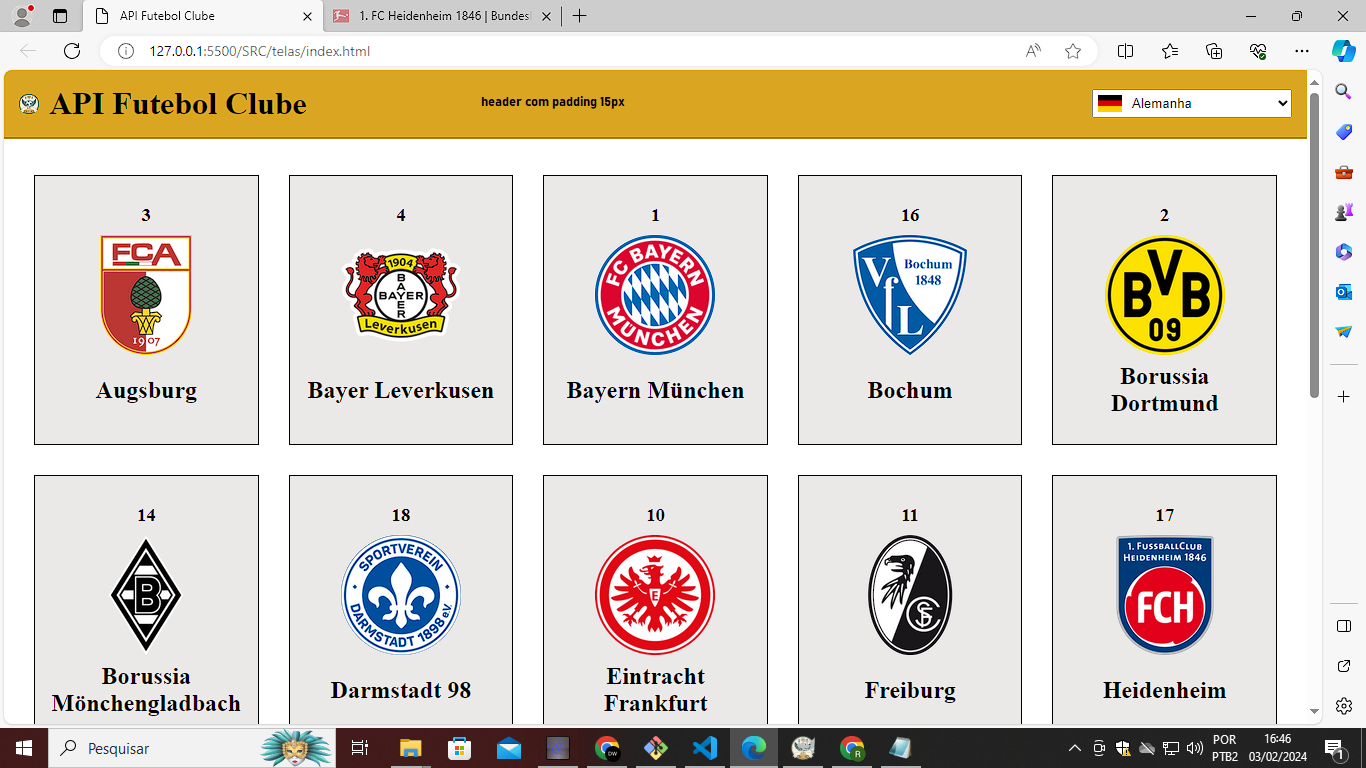 API Futebol Clube
1. FC Heidenheim 1846 | Bundesl
127.0.0.1:5500/SRC/telas/index.html
API Futebol Clube
header com padding 15px
Alemanha
3
4
1
16
2
FCA
1907
1904
BAYER
BAYER
Leverkusen
FC BAYERN
MÜNCHEN
VfL
Bochum
1848
BVB
09
Augsburg
Bayer Leverkusen
Bayern München
Bochum
Borussia
Dortmund
14
18
10
11
17
B
SPORTVEREIN
DARMSTADT 1898 e.V.
E
SC
1. FUSSBALLCLUB
HEIDENHEIM 1846
FCH
Borussia
Mönchengladbach
Darmstadt 98
Eintracht
Frankfurt
Freiburg
Heidenheim
Pesquisar
POR
PTB2
16:46
03/02/2024
1